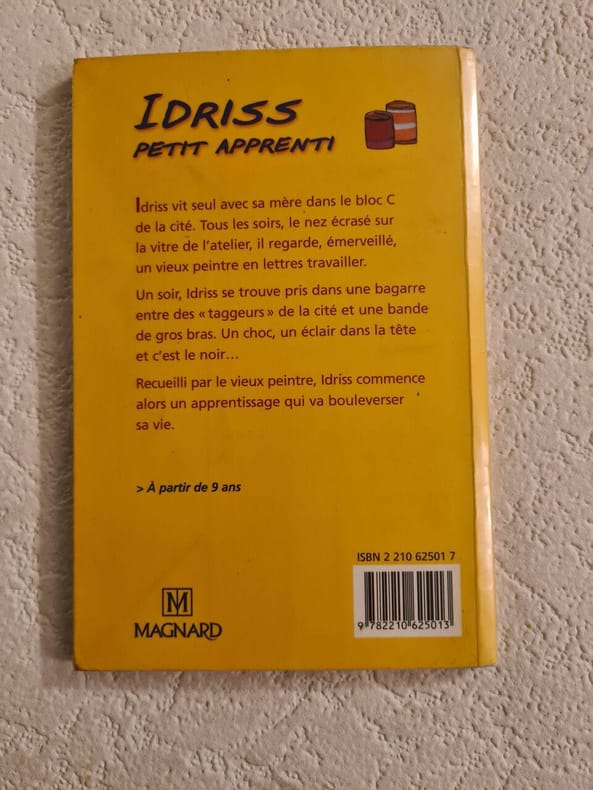 IDRISS
PETIT APPRENTI
Idriss vit seul avec sa mère dans le bloc C
de la cité. Tous les soirs, le nez écrasé sur
la vitre de l'atelier, il regarde, émerveillé,
un vieux peintre en lettres travailler.
Un soir, Idriss se trouve pris dans une bagarre
entre des « taggeurs » de la cité et une bande
de gros bras. Un choc, un éclair dans la tête
et c'est le noir...
Recueilli par le vieux peintre, Idriss commence
alors un apprentissage qui va bouleverser
sa vie.
> À partir de 9 ans
ISBN 2 210 62501 7
9 782210 625013
M
MAGNARD